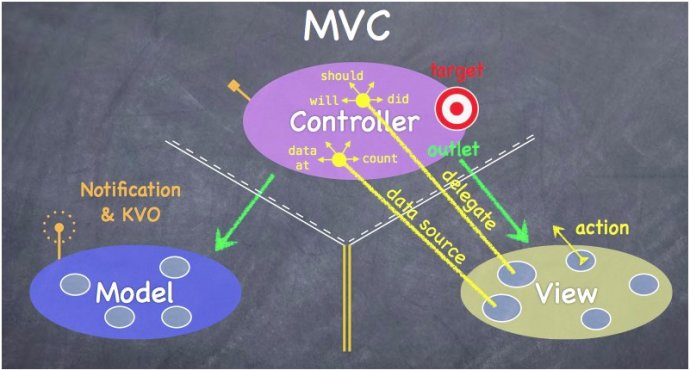 MVC
should
target
will
did
Controller
data
at
count
outlet
delegate
data source
Notification
& KVO
action
Model
View